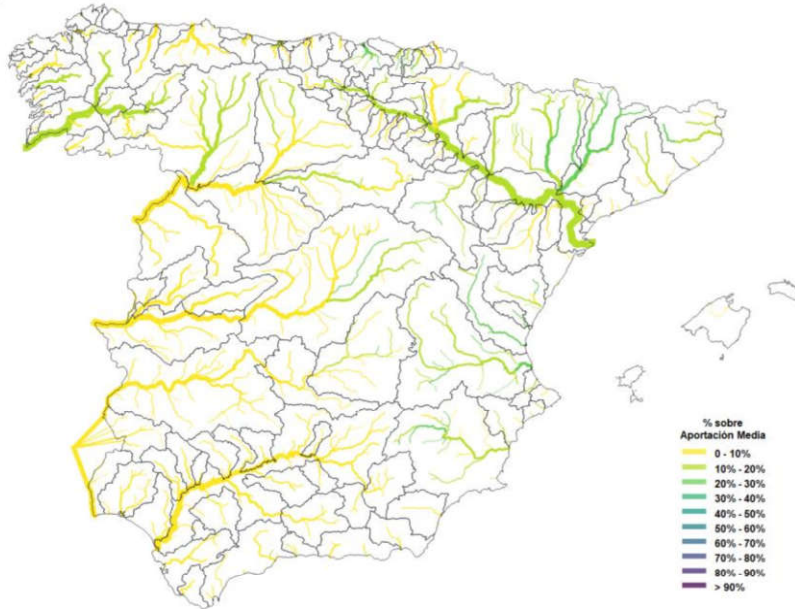 % sobre
Aportación Media
0 - 10%
10% - 20%
20% - 30%
30% - 40%
40% - 50%
50% - 60%
60% - 70%
70% - 80%
80% - 90%
> 90%